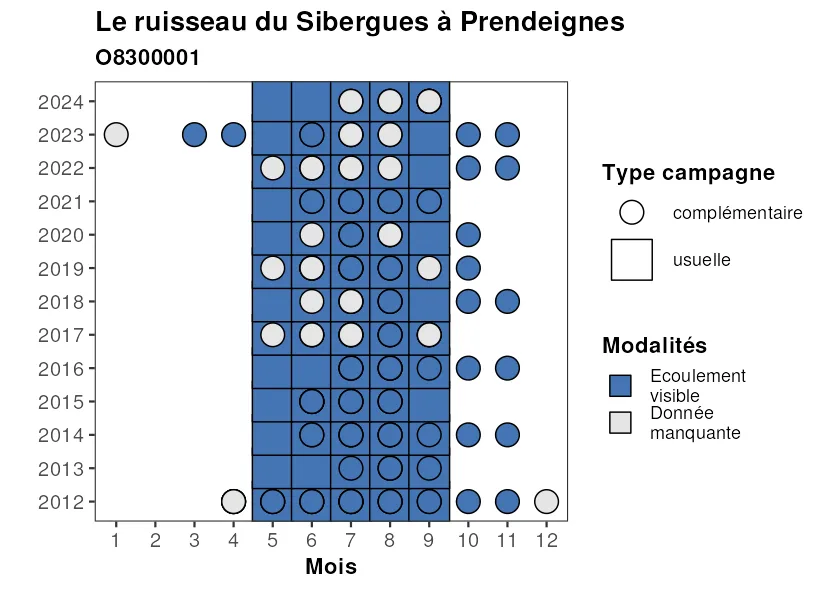 Le ruisseau du Sibergues à Prendeignes
O8300001
2024
2023
2022
2021
2020
2019
2018
2017
2016
2015
2014
2013
2012
1 2 3 4 5 6 7 8 9 10 11 12
Mois
Type campagne
complémentaire
usuelle
Modalités
Ecoulement
visible
Donnée
manquante